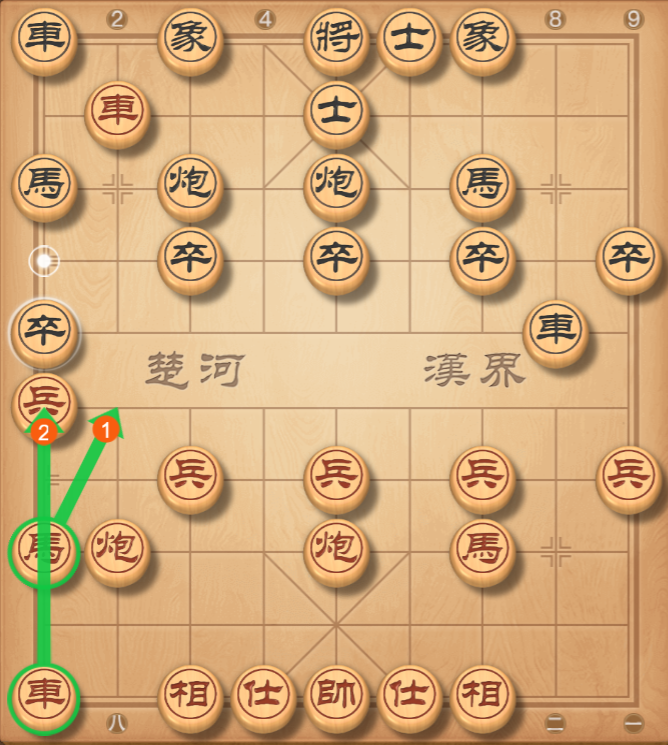 2 4 8 9
車 象 將 士 象
車 士
馬 炮 炮 馬
卒 卒 卒 卒
卒 車
楚河 漢界
兵
2 1
兵 兵 兵 兵
馬 炮 炮 馬
車 相 仕 帥 仕 相
八 二 一